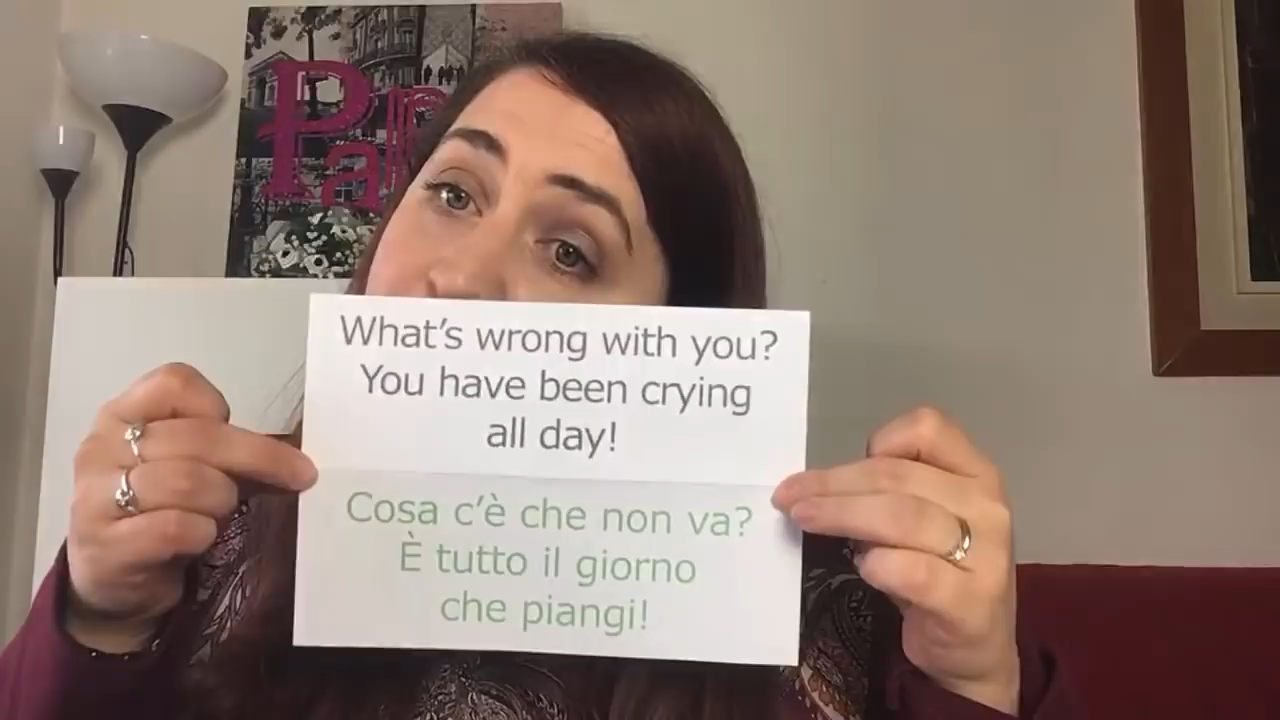 What's wrong with you?
You have been crying
all day!
Cosa c'è che non va?
È tutto il giorno
che piangi!